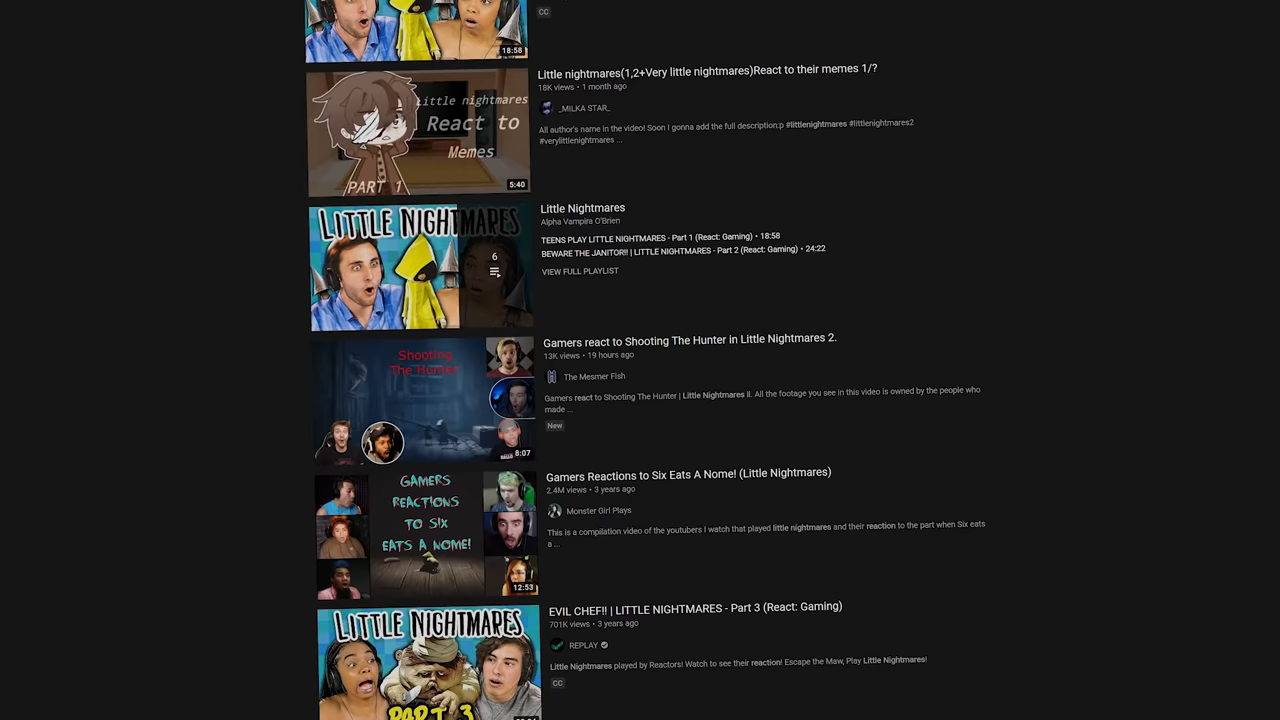 CC
18:58
Little nightmares(1,2+Very little nightmares)React to their memes 1/?
18K views • 1 month ago
_MILKA STAR_
All author's name in the video! Soon I gonna add the full description:p #littlenightmares #littlenightmares2
#verylittlenightmares ...
Little nightmares
React to
Memes
PART 1
5:40
Little Nightmares
Alpha Vampira O'Brien
TEENS PLAY LITTLE NIGHTMARES - Part 1 (React: Gaming) • 18:58
BEWARE THE JANITOR!! | LITTLE NIGHTMARES - Part 2 (React: Gaming) • 24:22
VIEW FULL PLAYLIST
LITTLE NIGHTMARES
6
Gamers react to Shooting The Hunter in Little Nightmares 2.
13K views • 19 hours ago
The Mesmer Fish
Gamers react to Shooting The Hunter | Little Nightmares II. All the footage you see in this video is owned by the people who
made ...
New
Shooting
The Hunter
8:07
Gamers Reactions to Six Eats A Nome! (Little Nightmares)
2.4M views • 3 years ago
Monster Girl Plays
This is a compilation video of the youtubers I watch that played little nightmares and their reaction to the part when Six eats
a ...
GAMERS
REACTIONS
TO SIX
EATS A NOME!
12:53
EVIL CHEF!! | LITTLE NIGHTMARES - Part 3 (React: Gaming)
701K views • 3 years ago
REPLAY
Little Nightmares played by Reactors! Watch to see their reaction! Escape the Maw, Play Little Nightmares!
CC
LITTLE NIGHTMARES
PART 3